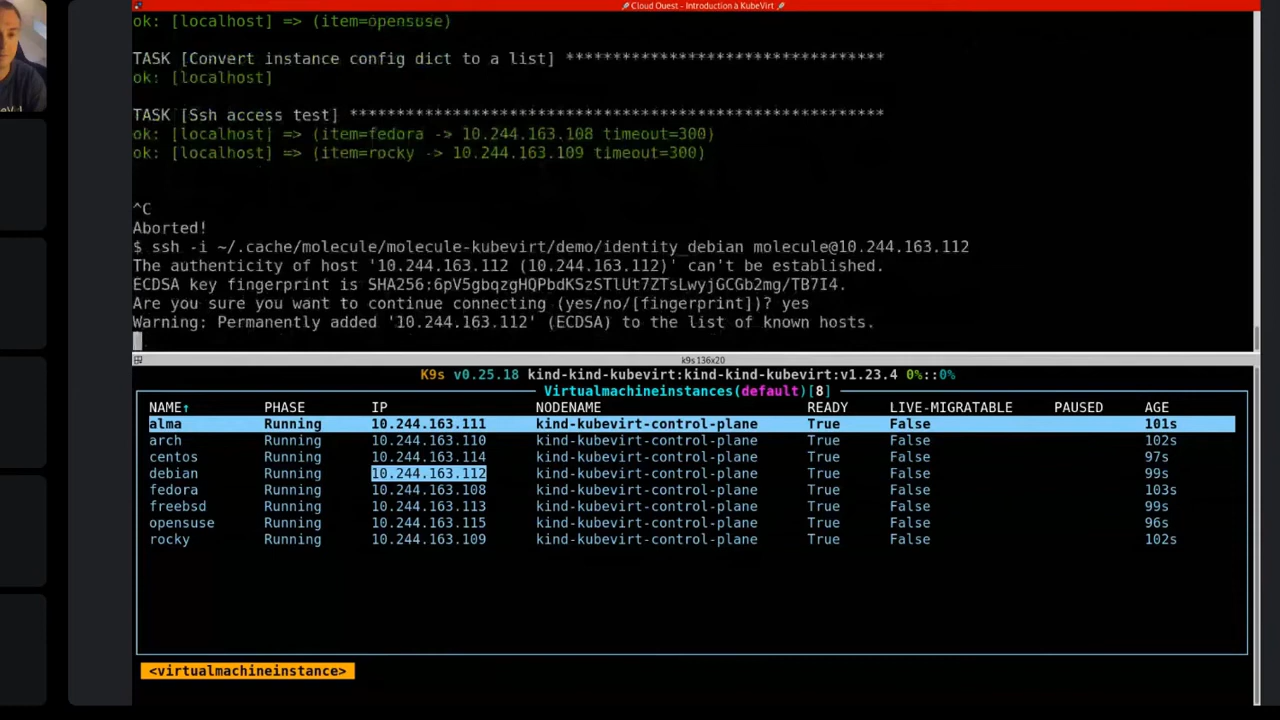 Cloud Ouest - Introduction à KubeVirt
ok: [localhost] => (item=opensuse)
TASK [Convert instance config dict to a list] **********************************
ok: [localhost]
TASK [Ssh access test] *********************************************************
ok: [localhost] => (item=fedora -> 10.244.163.108 timeout=300)
ok: [localhost] => (item=rocky -> 10.244.163.109 timeout=300)
^C
Aborted!
$ ssh -i ~/.cache/molecule/molecule-kubevirt/demo/identity_debian molecule@10.244.163.112
The authenticity of host '10.244.163.112 (10.244.163.112)' can't be established.
ECDSA key fingerprint is SHA256:6pV5gbqzgHQPbdKSzSTlUt7ZTsLwyjGCGb2mg/TB7I4.
Are you sure you want to continue connecting (yes/no/[fingerprint])? yes
Warning: Permanently added '10.244.163.112' (ECDSA) to the list of known hosts.
k9s 136x20
K9s v0.25.18 kind-kind-kubevirt:kind-kind-kubevirt:v1.23.4 0%::0%
Virtualmachineinstances(default)[8]
NAME↑ PHASE IP NODENAME READY LIVE-MIGRATABLE PAUSED AGE
alma Running 10.244.163.111 kind-kubevirt-control-plane True False 101s
arch Running 10.244.163.110 kind-kubevirt-control-plane True False 102s
centos Running 10.244.163.114 kind-kubevirt-control-plane True False 97s
debian Running 10.244.163.112 kind-kubevirt-control-plane True False 99s
fedora Running 10.244.163.108 kind-kubevirt-control-plane True False 103s
freebsd Running 10.244.163.113 kind-kubevirt-control-plane True False 99s
opensuse Running 10.244.163.115 kind-kubevirt-control-plane True False 96s
rocky Running 10.244.163.109 kind-kubevirt-control-plane True False 102s
<virtualmachineinstance>